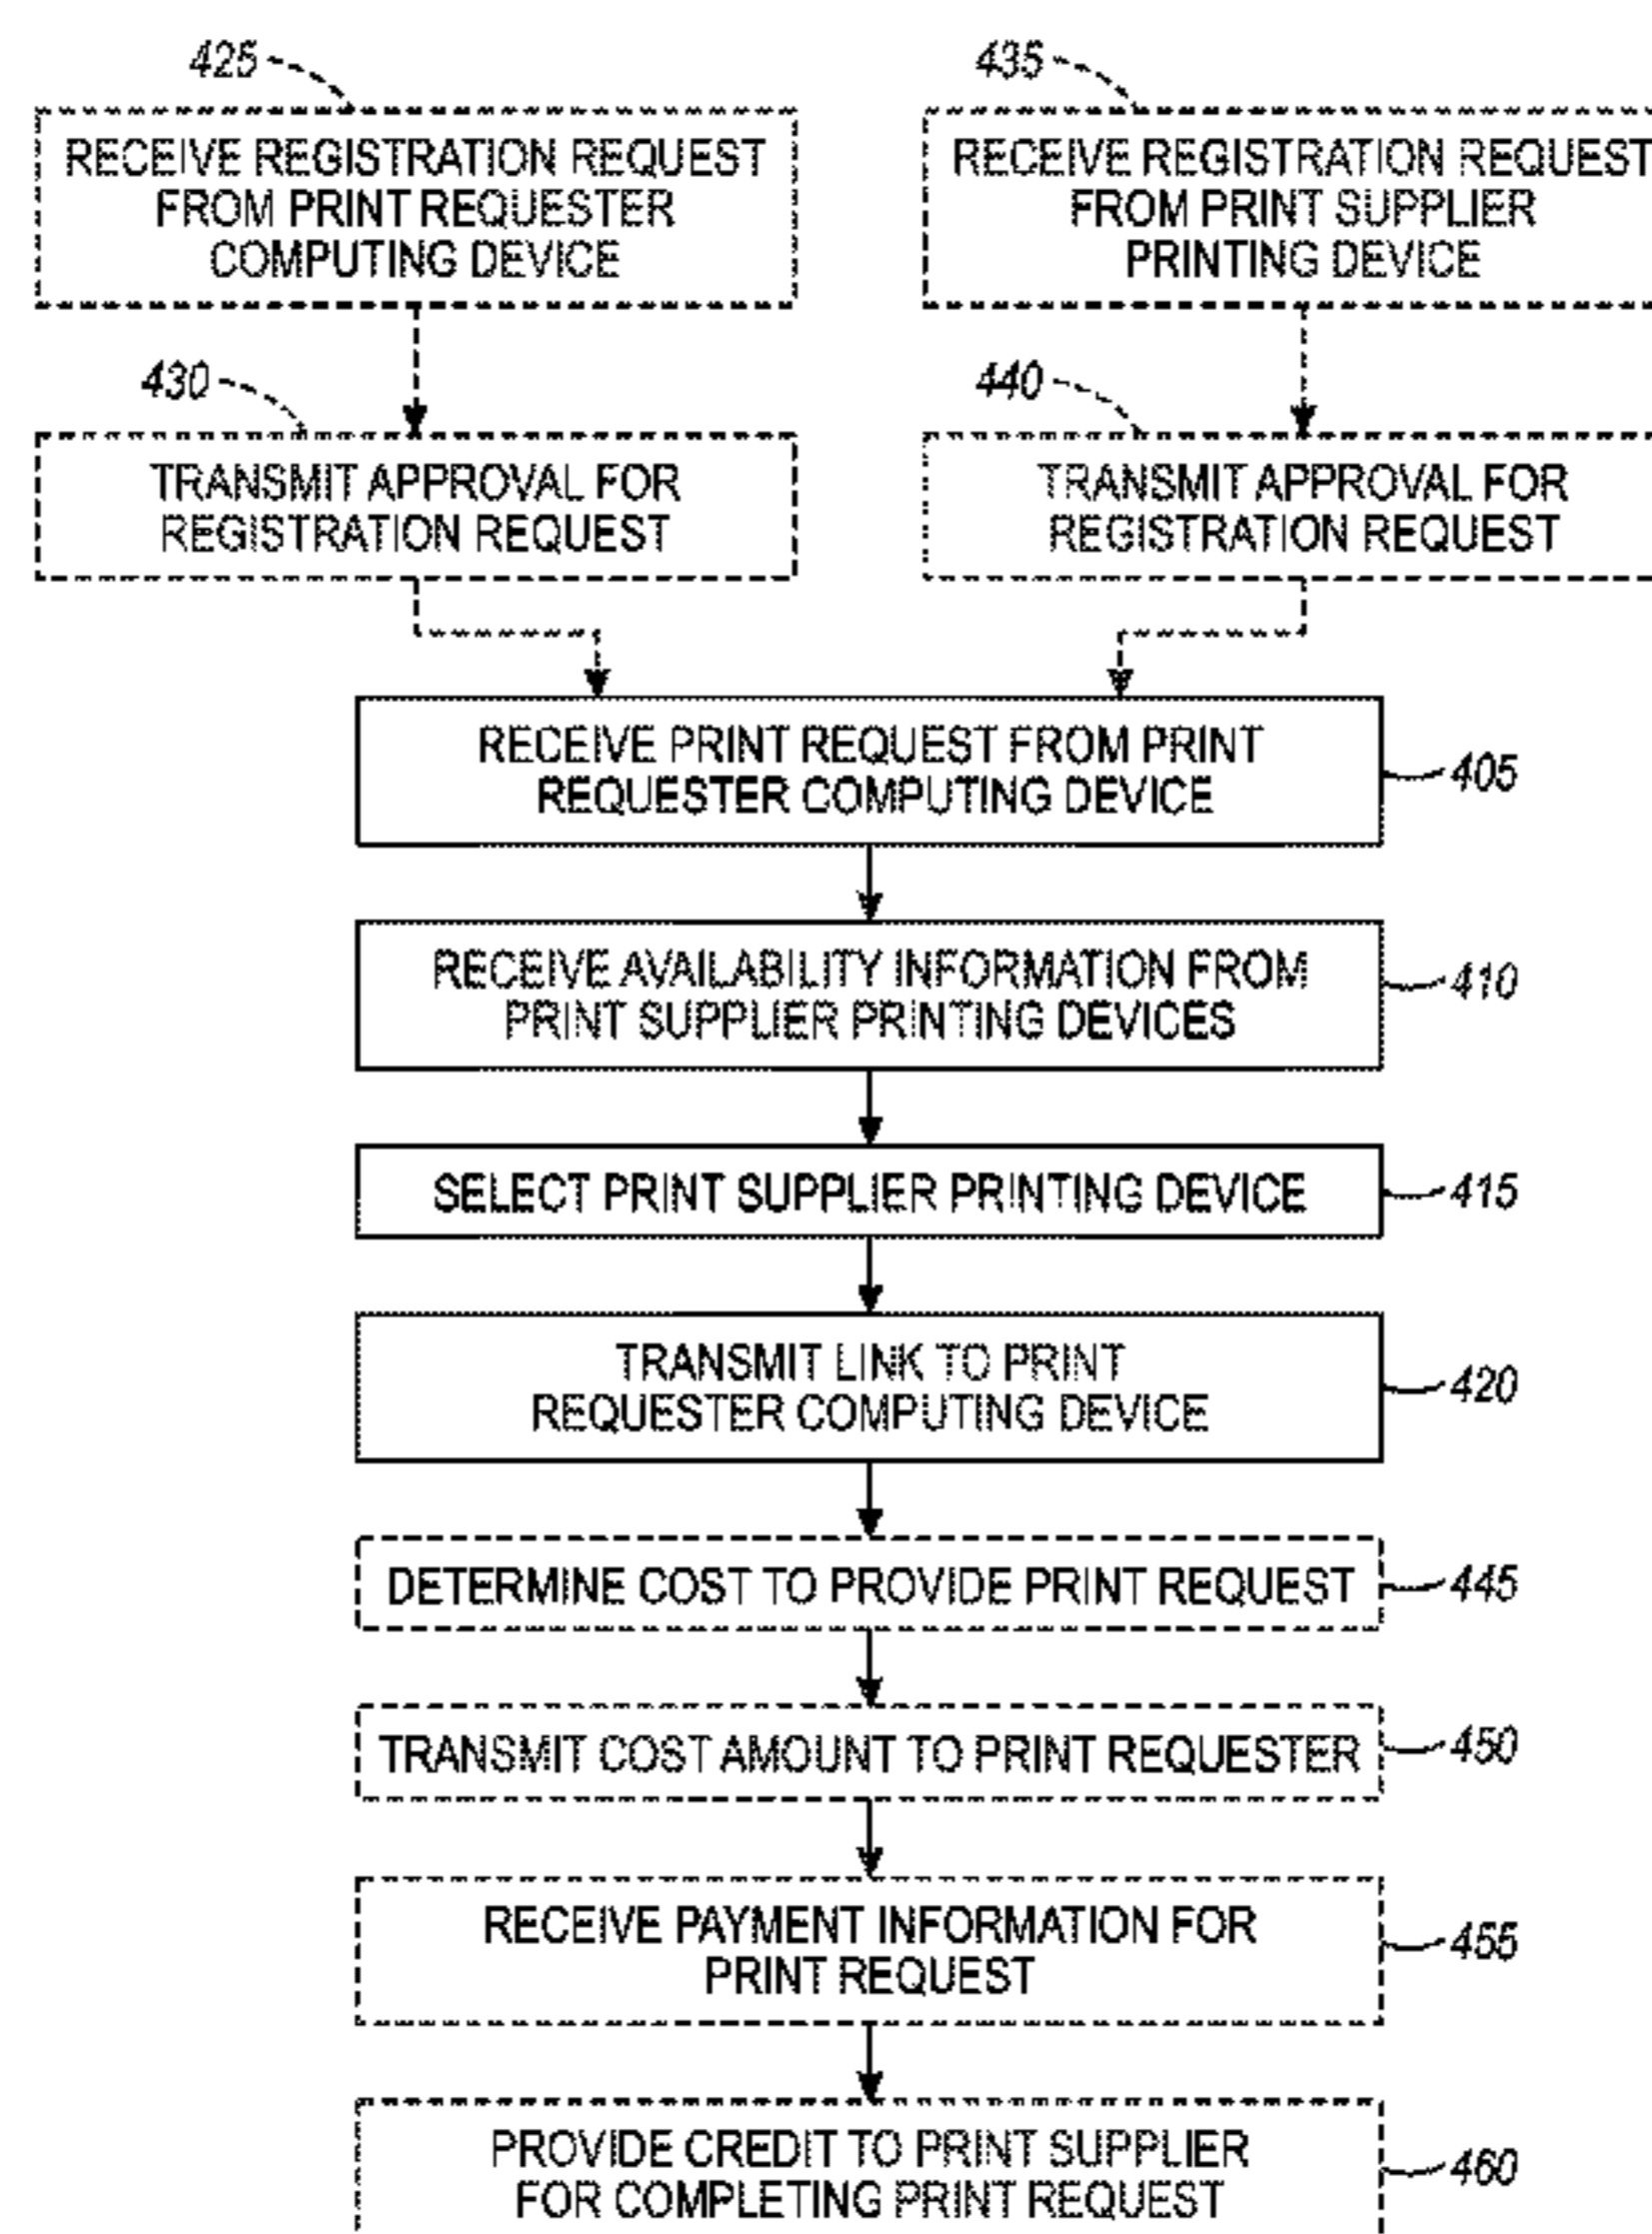 425
RECEIVE REGISTRATION REQUEST
FROM PRINT REQUESTER
COMPUTING DEVICE
435
RECEIVE REGISTRATION REQUEST
FROM PRINT SUPPLIER
PRINTING DEVICE
430
TRANSMIT APPROVAL FOR
REGISTRATION REQUEST
440
TRANSMIT APPROVAL FOR
REGISTRATION REQUEST
RECEIVE PRINT REQUEST FROM PRINT
REQUESTER COMPUTING DEVICE
405
RECEIVE AVAILABILITY INFORMATION FROM
PRINT SUPPLIER PRINTING DEVICES
410
SELECT PRINT SUPPLIER PRINTING DEVICE
415
TRANSMIT LINK TO PRINT
REQUESTER COMPUTING DEVICE
420
DETERMINE COST TO PROVIDE PRINT REQUEST
445
TRANSMIT COST AMOUNT TO PRINT REQUESTER
450
RECEIVE PAYMENT INFORMATION FOR
PRINT REQUEST
455
PROVIDE CREDIT TO PRINT SUPPLIER
FOR COMPLETING PRINT REQUEST
460